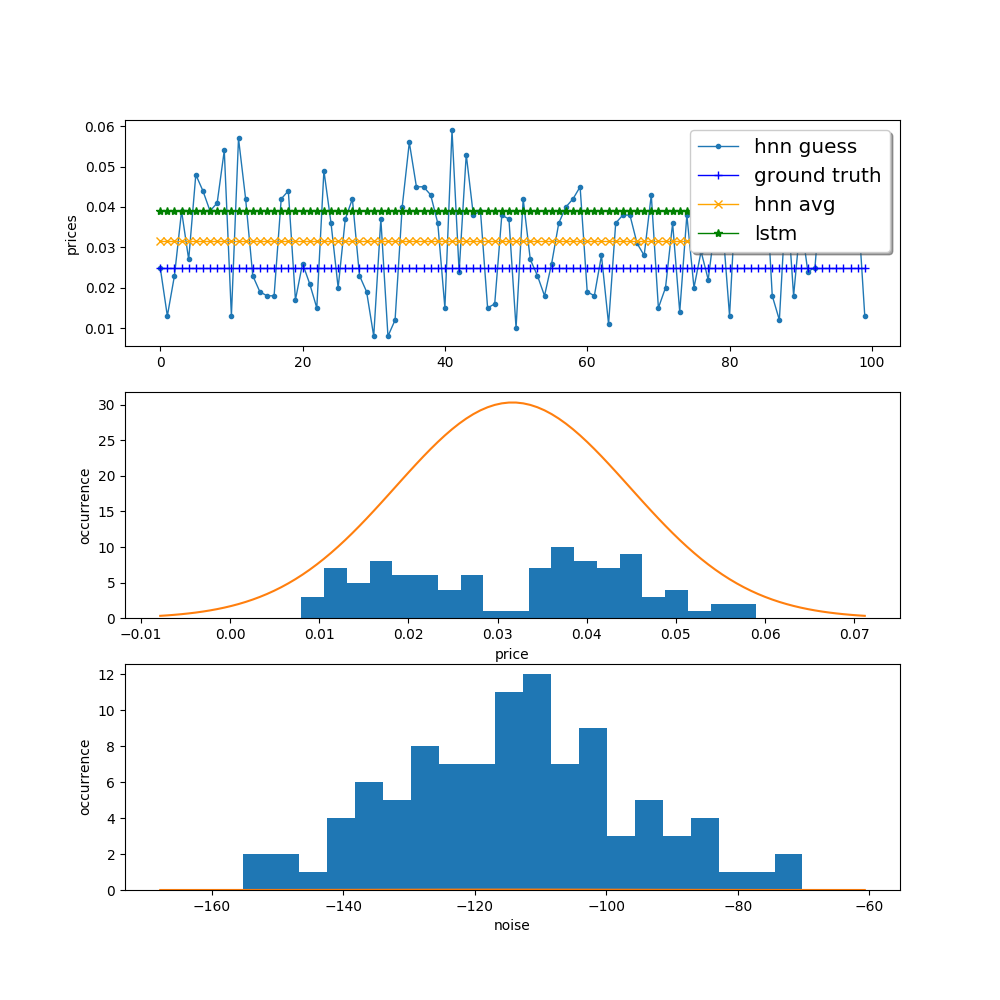 0.06
0.05
0.04
0.03
0.02
0.01
prices
hnn guess
ground truth
hnn avg
lstm
0 20 40 60 80 100
30
25
20
15
10
5
0
occurrence
−0.01 0.00 0.01 0.02 0.03 0.04 0.05 0.06 0.07
price
12
10
8
6
4
2
0
occurrence
−160 −140 −120 −100 −80 −60
noise